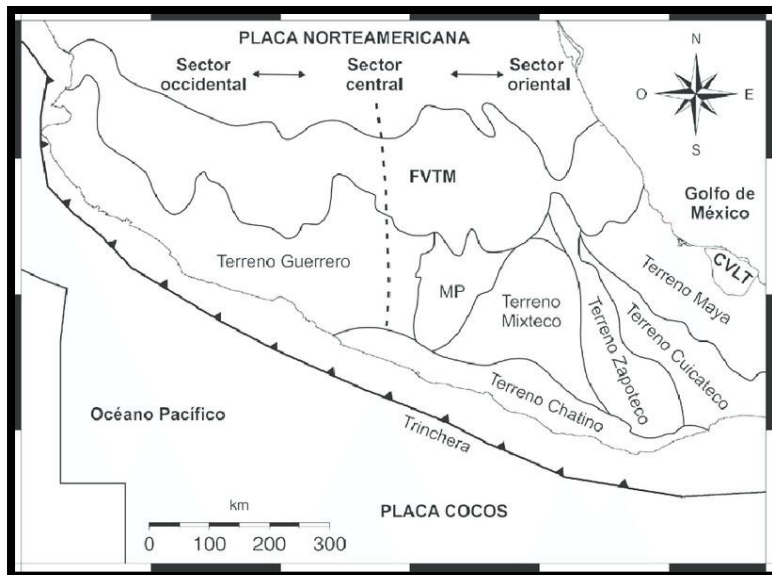 PLACA NORTEAMERICANA
Sector
occidental
Sector
central
Sector
oriental
N
O
E
S
FVTM
Golfo de
México
CVLT
Terreno Guerrero
MP
Terreno
Mixteco
Terreno Maya
Terreno Cuicateco
Terreno Zapoteco
Terreno Chatino
Océano Pacífico
Trinchera
PLACA COCOS
km
0 100 200 300